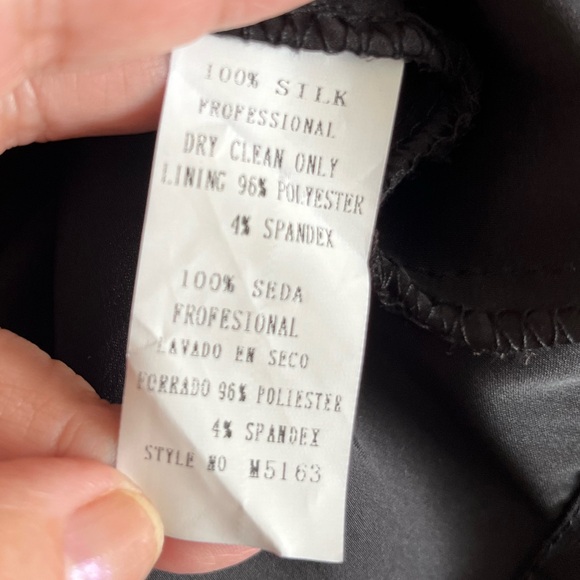 100% SILK
PROFESSIONAL
DRY CLEAN ONLY
LINING 96% POLYESTER
4% SPANDEX
100% SEDA
PROFESIONAL
LAVADO EN SECO
FORRADO 96% POLIESTER
4% SPANDEX
STYLE NO M5163